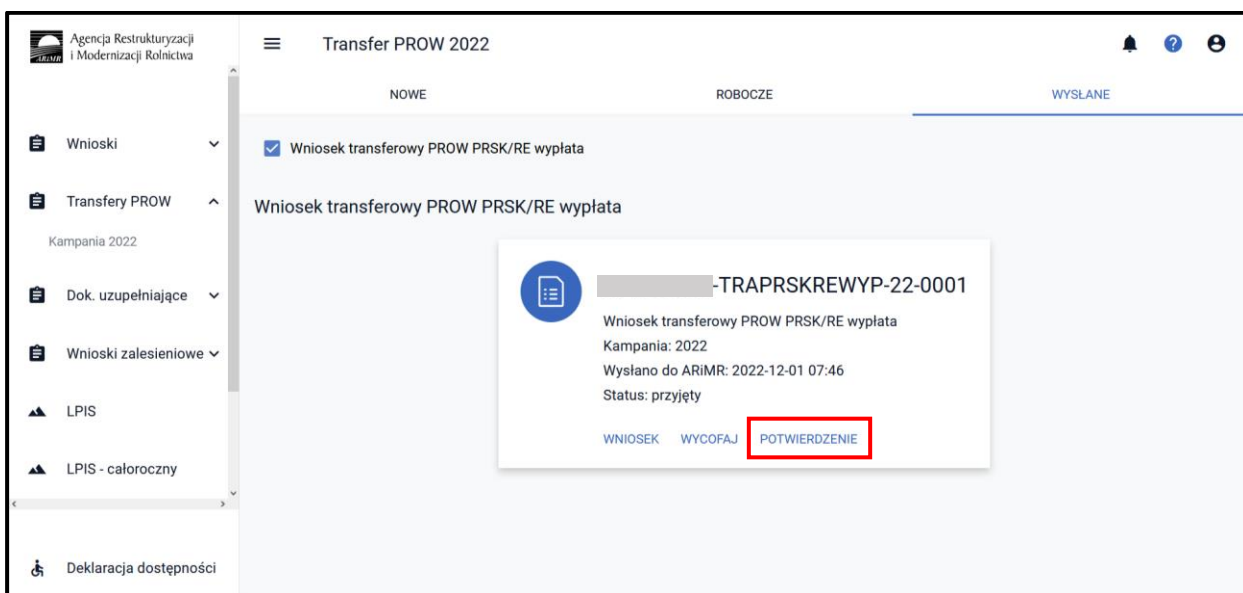 Agencja Restrukturyzacji
i Modernizacji Rolnictwa
ARiMR
Transfer PROW 2022
NOWE
ROBOCZE
WYSŁANE
Wnioski
Transfery PROW
Kampania 2022
Dok. uzupełniające
Wnioski zalesieniowe
LPIS
LPIS - całoroczny
Deklaracja dostępności
Wniosek transferowy PROW PRSK/RE wypłata
Wniosek transferowy PROW PRSK/RE wypłata
-TRAPRSKREWYP-22-0001
Wniosek transferowy PROW PRSK/RE wypłata
Kampania: 2022
Wysłano do ARiMR: 2022-12-01 07:46
Status: przyjęty
WNIOSEK WYCOFAJ POTWIERDZENIE